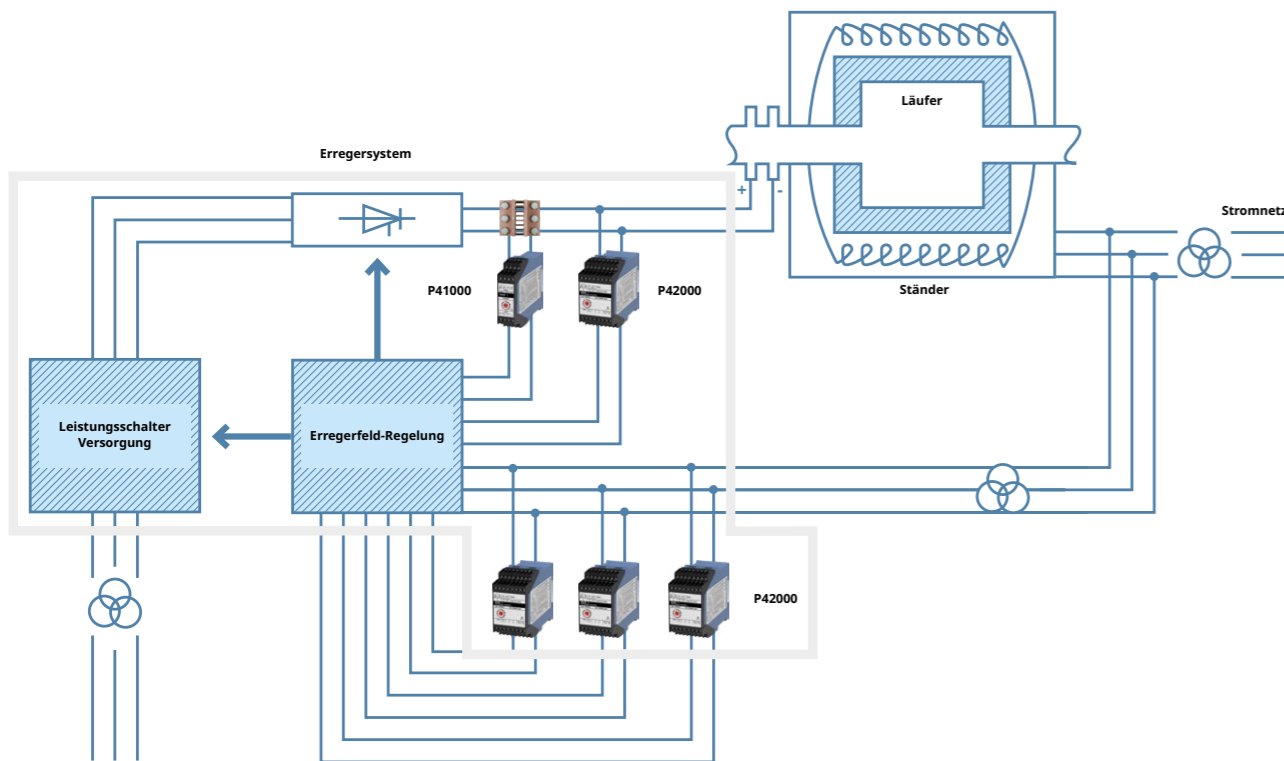 Läufer
Erregersystem
+ -
Stromnetz
P41000
P42000
Ständer
Leistungsschalter
Versorgung
Erregerfeld-Regelung
P42000